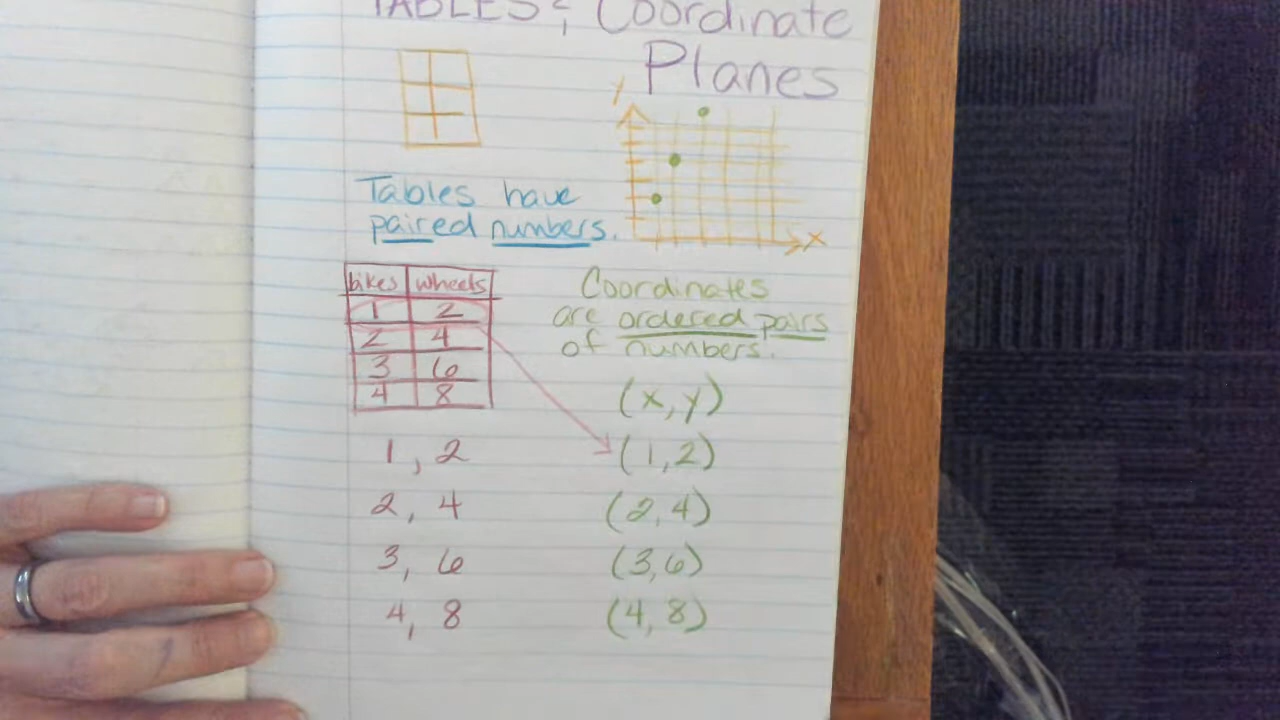 TABLES & Coordinate
Planes
Y
X
Tables have
paired numbers.
bikes wheels
1 2
2 4
3 6
4 8
1, 2
2, 4
3, 6
4, 8
Coordinates
are ordered pairs
of numbers.
(x,y)
(1,2)
(2,4)
(3,6)
(4,8)